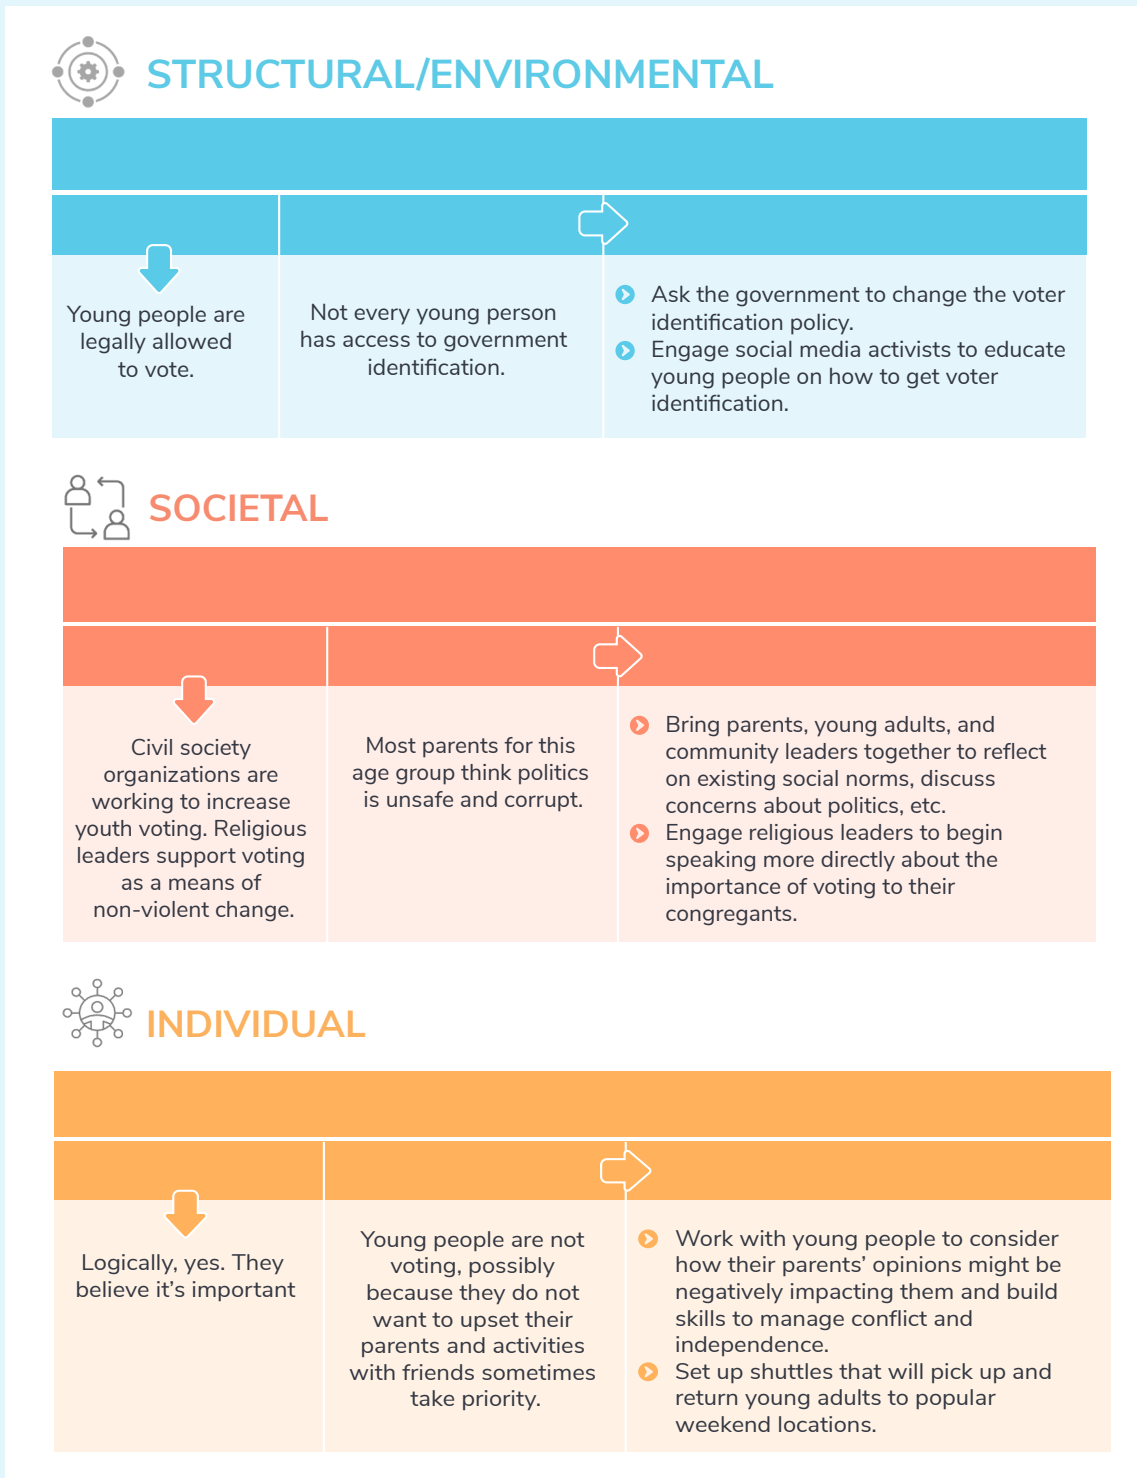 STRUCTURAL/ENVIRONMENTAL
Young people are
legally allowed
to vote.
Not every young person
has access to government
identification.
Ask the government to change the voter
identification policy.
Engage social media activists to educate
young people on how to get voter
identification.
SOCIETAL
Civil society
organizations are
working to increase
youth voting. Religious
leaders support voting
as a means of
non-violent change.
Most parents for this
age group think politics
is unsafe and corrupt.
Bring parents, young adults, and
community leaders together to reflect
on existing social norms, discuss
concerns about politics, etc.
Engage religious leaders to begin
speaking more directly about the
importance of voting to their
congregants.
INDIVIDUAL
Logically, yes. They
believe it's important
Young people are not
voting, possibly
because they do not
want to upset their
parents and activities
with friends sometimes
take priority.
Work with young people to consider
how their parents' opinions might be
negatively impacting them and build
skills to manage conflict and
independence.
Set up shuttles that will pick up and
return young adults to popular
weekend locations.